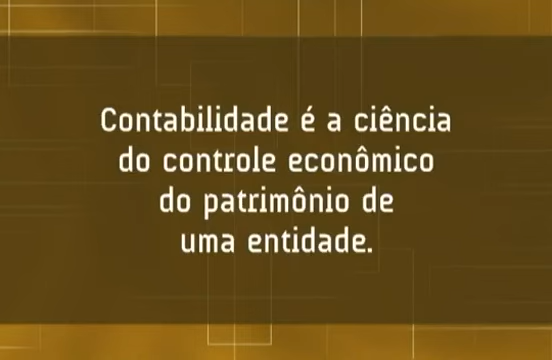 Contabilidade é a ciência
do controle econômico
do patrimônio de
uma entidade.